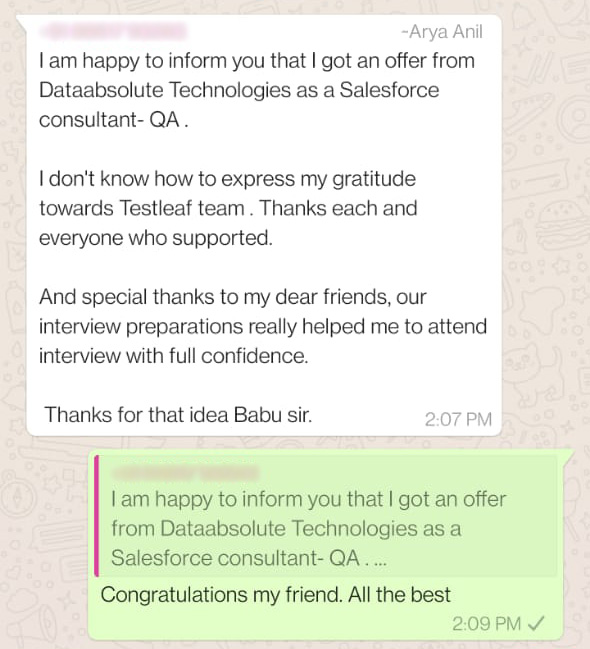 ~Arya Anil
I am happy to inform you that I got an offer from
Dataabsolute Technologies as a Salesforce
consultant- QA .
I don't know how to express my gratitude
towards Testleaf team . Thanks each and
everyone who supported.
And special thanks to my dear friends, our
interview preparations really helped me to attend
interview with full confidence.
Thanks for that idea Babu sir.
2:07 PM
I am happy to inform you that I got an offer
from Dataabsolute Technologies as a
Salesforce consultant- QA . ...
Congratulations my friend. All the best
2:09 PM